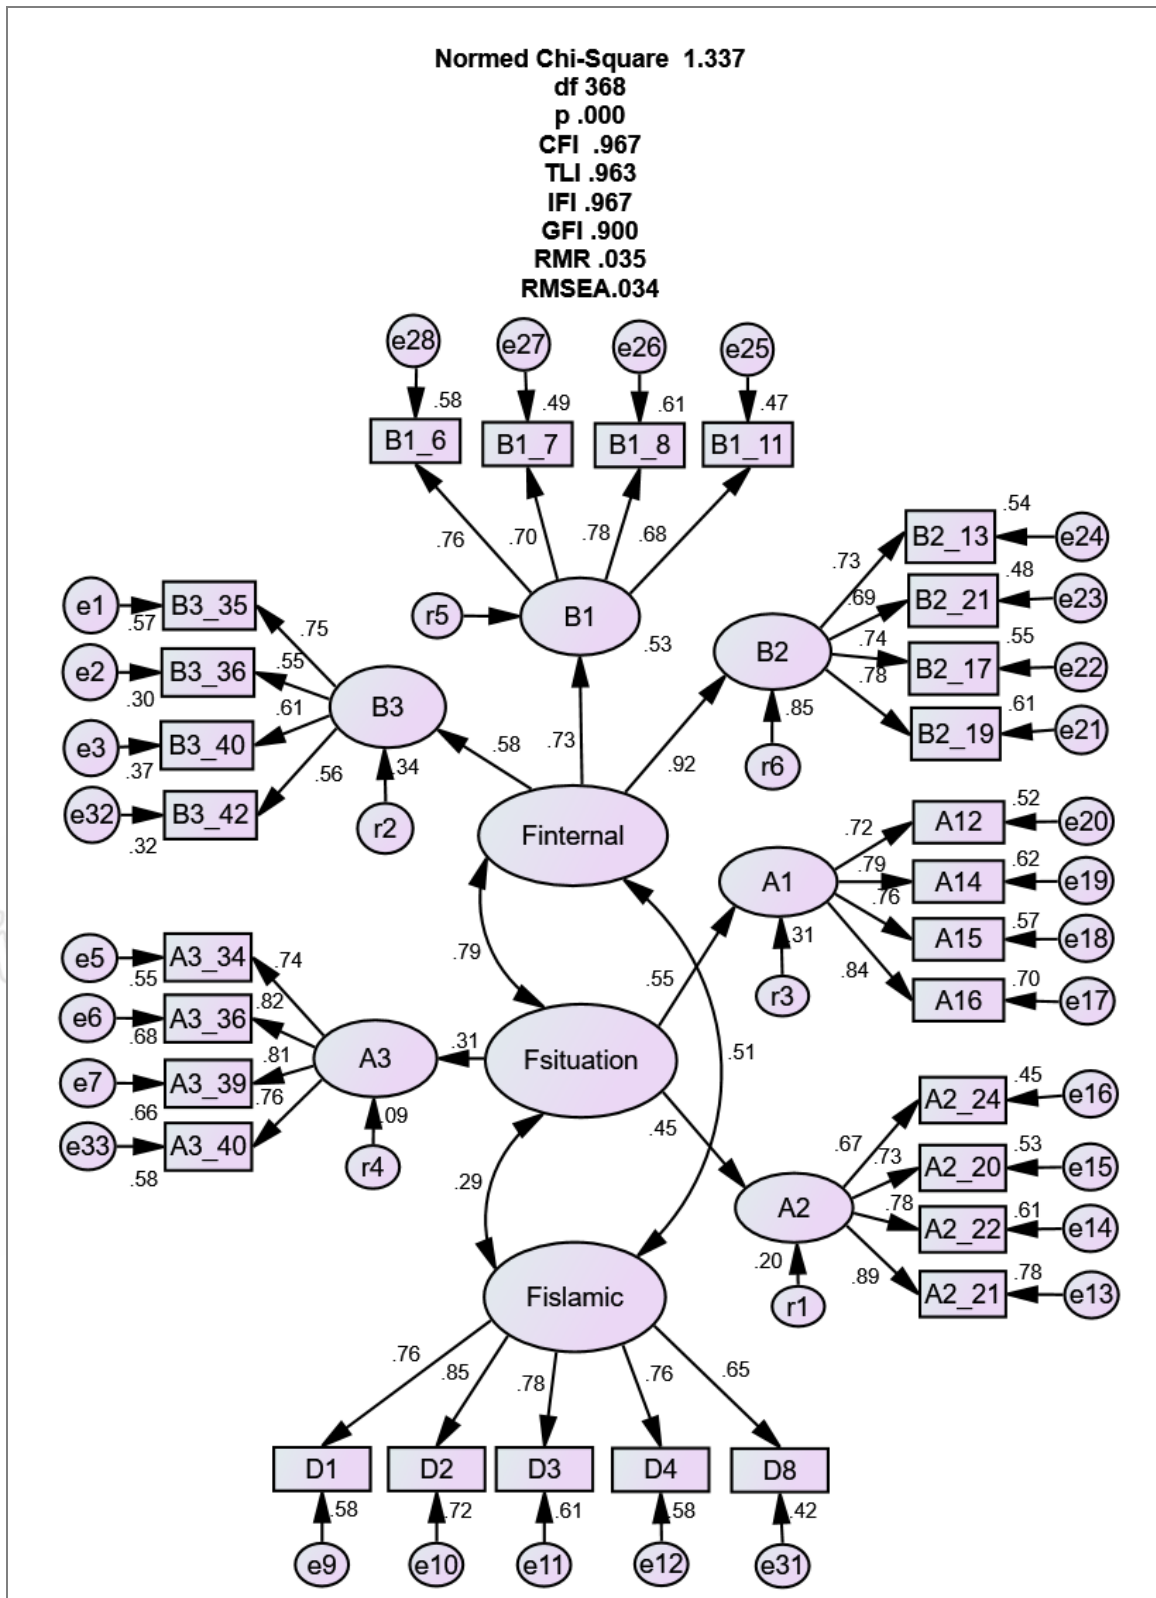 Normed Chi-Square 1.337
df 368
p .000
CFI .967
TLI .963
IFI .967
GFI .900
RMR .035
RMSEA.034
e28 e27 e26 e25
.58 .49 .61 .47
B1_6 B1_7 B1_8 B1_11
.76 .70 .78 .68
r5 B1 .53
B2_13 .54 e24
B2_21 .48 e23
B2_17 .55 e22
B2_19 .61 e21
.73
.69
.74
.78
B2
.85
r6
e1 .57 B3_35 .75
e2 .30 B3_36 .55
e3 .37 B3_40 .61
e32 .32 B3_42 .56
B3
.34
r2
.58 .73 .92
Finternal
A12 .52 e20
A14 .62 e19
A15 .57 e18
A16 .70 e17
.72
.79
.76
.84
A1
.31
r3
.79 .55 .51
e5 .55 A3_34 .74
e6 .68 A3_36 .82
e7 .66 A3_39 .81
e33 .58 A3_40 .76
A3
.09
r4
.31
Fsituation
.45
.29
A2_24 .45 e16
A2_20 .53 e15
A2_22 .61 e14
A2_21 .78 e13
.67
.73
.78
.89
A2
.20
r1
Fislamic
.76 .85 .78 .76 .65
D1 D2 D3 D4 D8
.58 .72 .61 .58 .42
e9 e10 e11 e12 e31